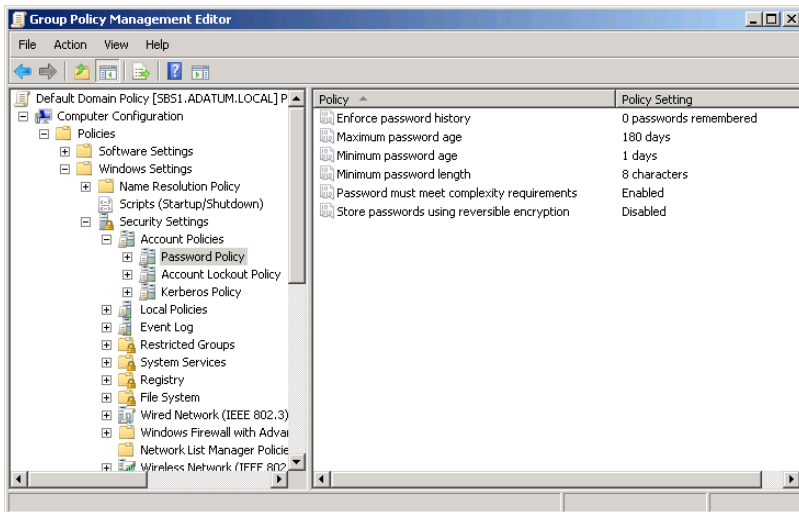 Group Policy Management Editor
File Action View Help
Default Domain Policy [SBS1.ADATUM.LOCAL] P
Computer Configuration
Policies
Software Settings
Windows Settings
Name Resolution Policy
Scripts (Startup/Shutdown)
Security Settings
Account Policies
Password Policy
Account Lockout Policy
Kerberos Policy
Local Policies
Event Log
Restricted Groups
System Services
Registry
File System
Wired Network (IEEE 802.3)
Windows Firewall with Advan
Network List Manager Policie
Wireless Network (IEEE 802
Policy Policy Setting
Enforce password history 0 passwords remembered
Maximum password age 180 days
Minimum password age 1 days
Minimum password length 8 characters
Password must meet complexity requirements Enabled
Store passwords using reversible encryption Disabled